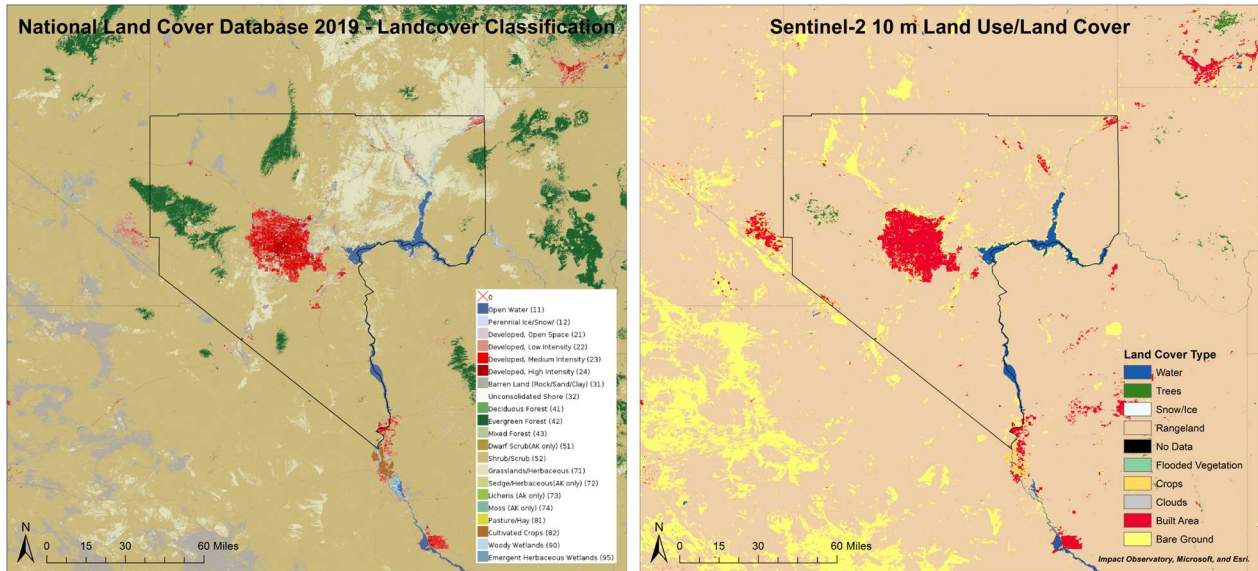 National Land Cover Database 2019 - Landcover Classification
0
Open Water (11)
Perennial Ice/Snow/ (12)
Developed, Open Space (21)
Developed, Low Intensity (22)
Developed, Medium Intensity (23)
Developed, High Intensity (24)
Barren Land (Rock/Sand/Clay) (31)
Unconsolidated Shore (32)
Deciduous Forest (41)
Evergreen Forest (42)
Mixed Forest (43)
Dwarf Scrub(AK only) (51)
Shrub/Scrub (52)
Grasslands/Herbaceous (71)
Sedge/Herbaceous(AK only) (72)
Lichens (Ak only) (73)
Moss (AK only) (74)
Pasture/Hay (81)
Cultivated Crops (82)
Woody Wetlands (90)
Emergent Herbaceous Wetlands (95)
N
0 15 30 60 Miles
Sentinel-2 10 m Land Use/Land Cover
Land Cover Type
Water
Trees
Snow/Ice
Rangeland
No Data
Flooded Vegetation
Crops
Clouds
Built Area
Bare Ground
N
0 15 30 60 Miles
Impact Observatory, Microsoft, and Esri.